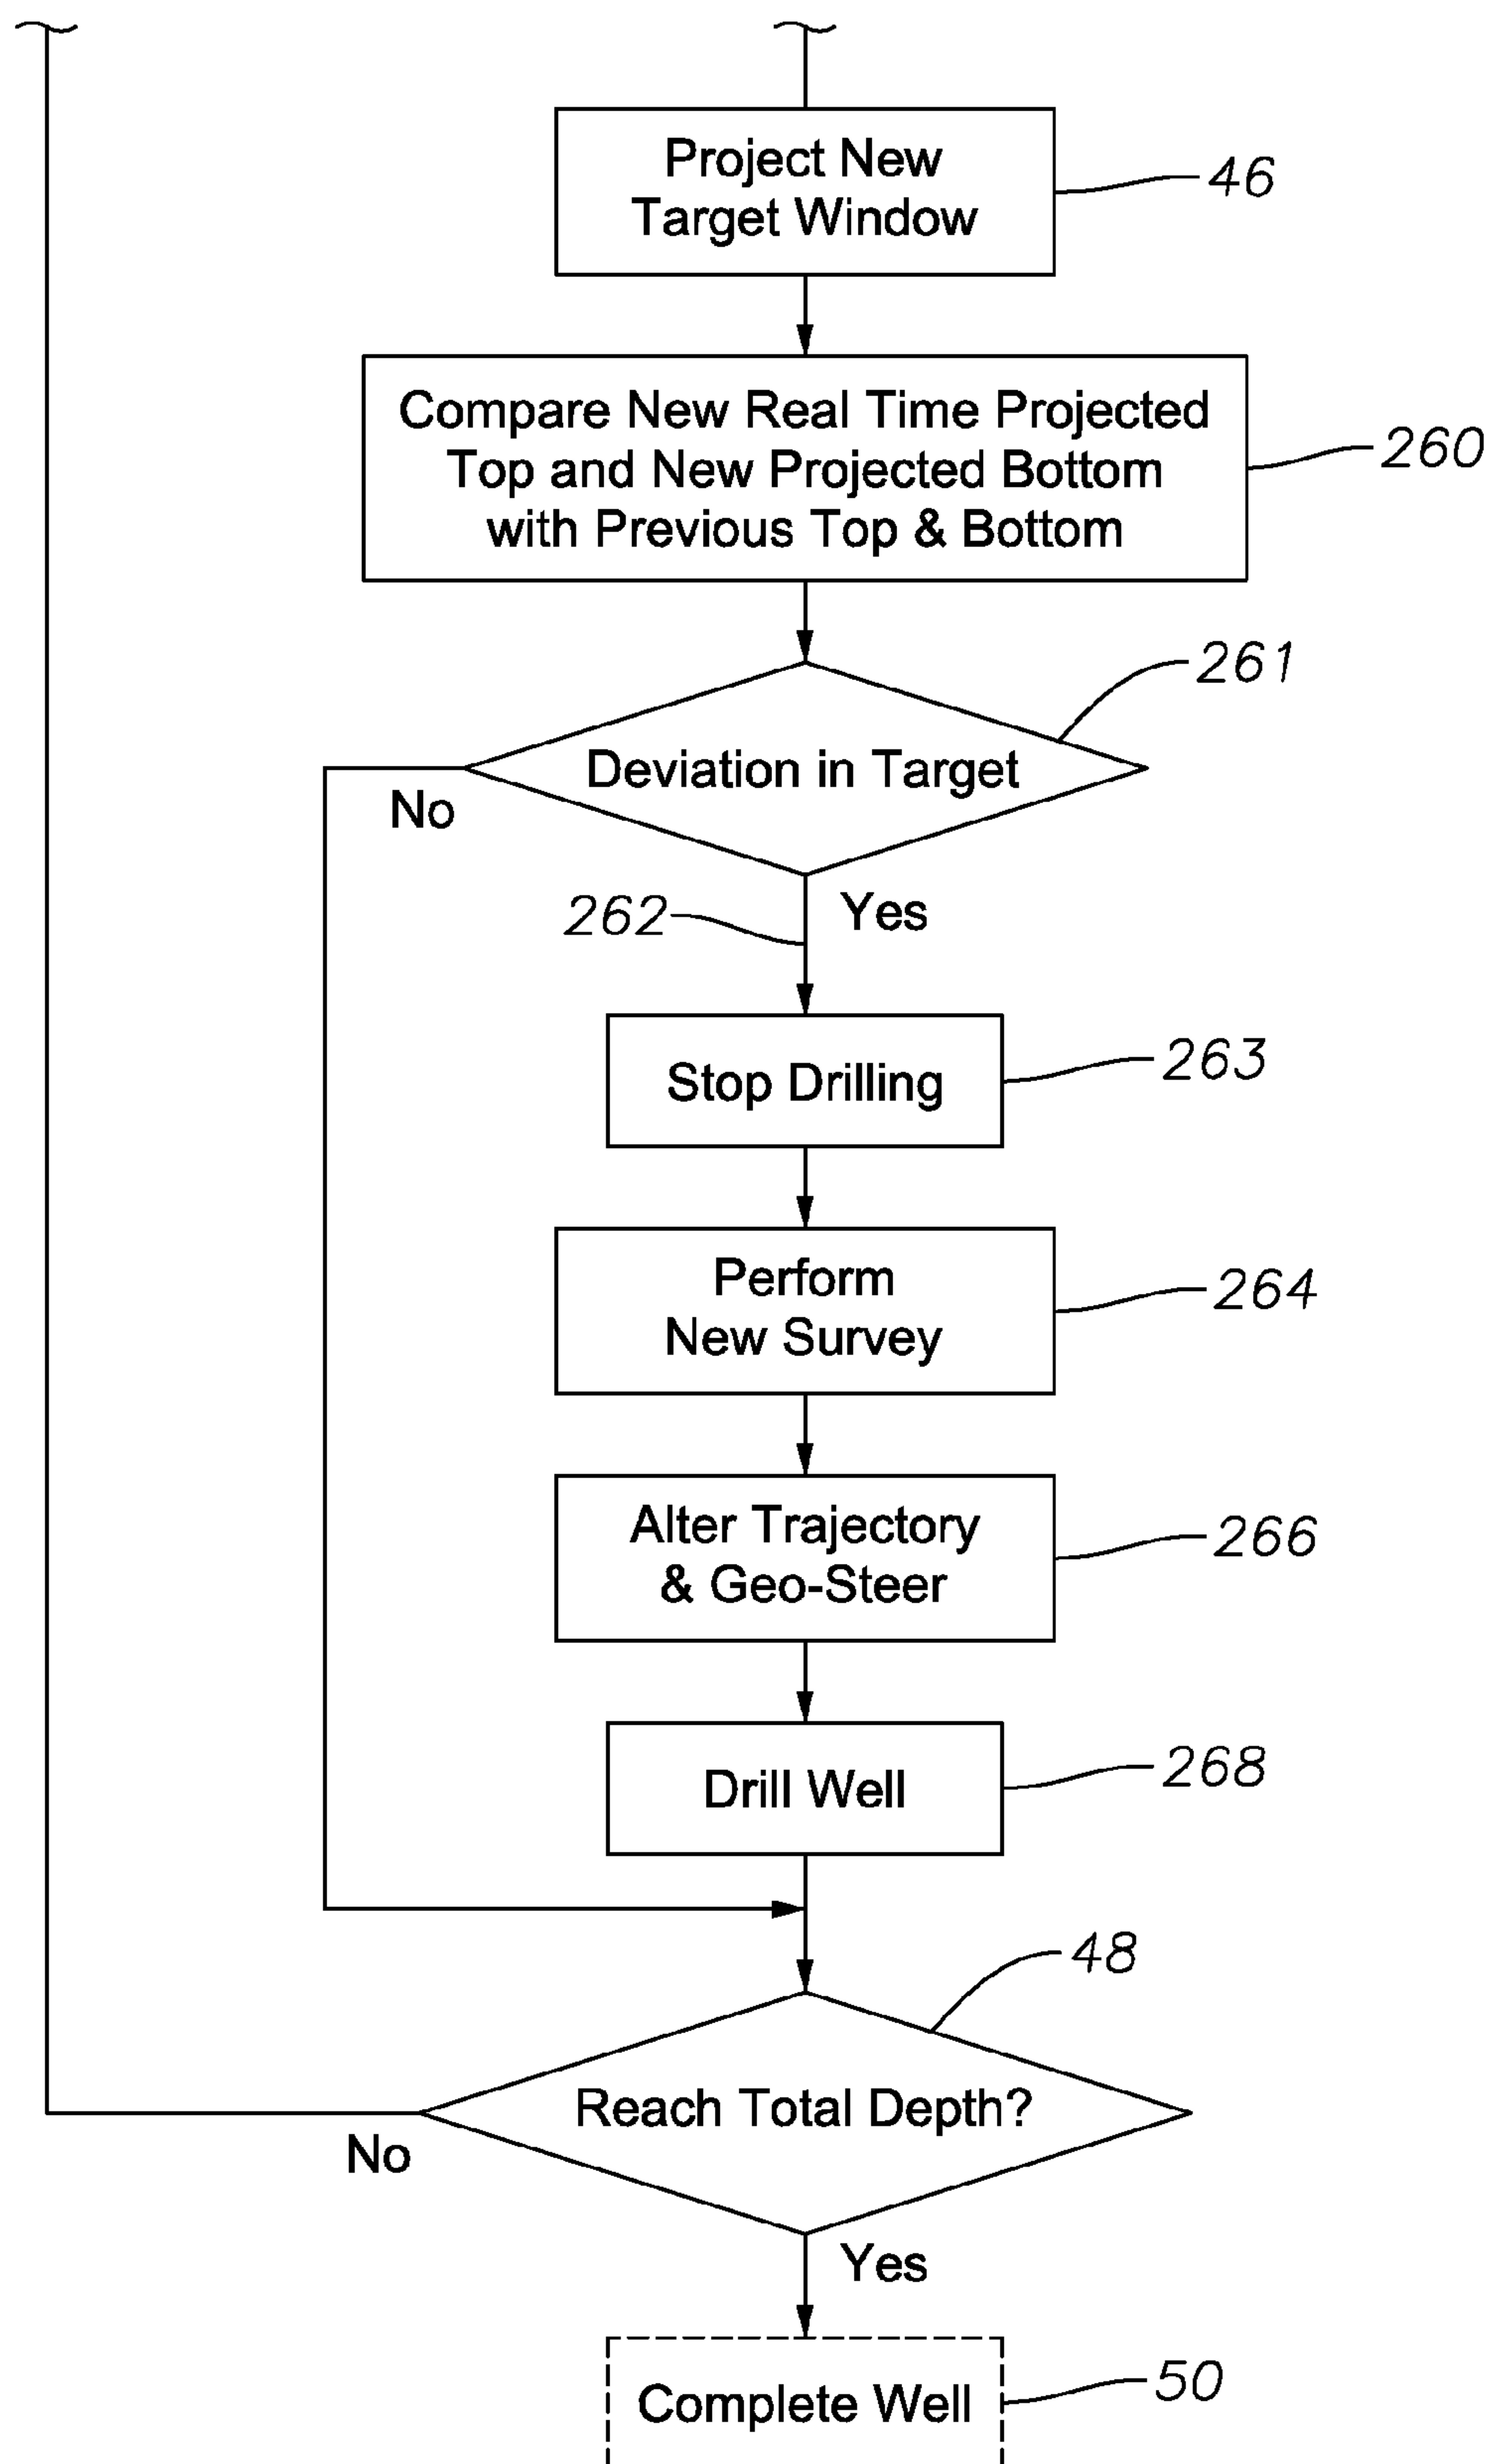 Project New
Target Window
46
Compare New Real Time Projected
Top and New Projected Bottom
with Previous Top & Bottom
260
261
Deviation in Target
No
262
Yes
Stop Drilling
263
Perform
New Survey
264
Alter Trajectory
& Geo-Steer
266
Drill Well
268
48
Reach Total Depth?
No
Yes
Complete Well
50